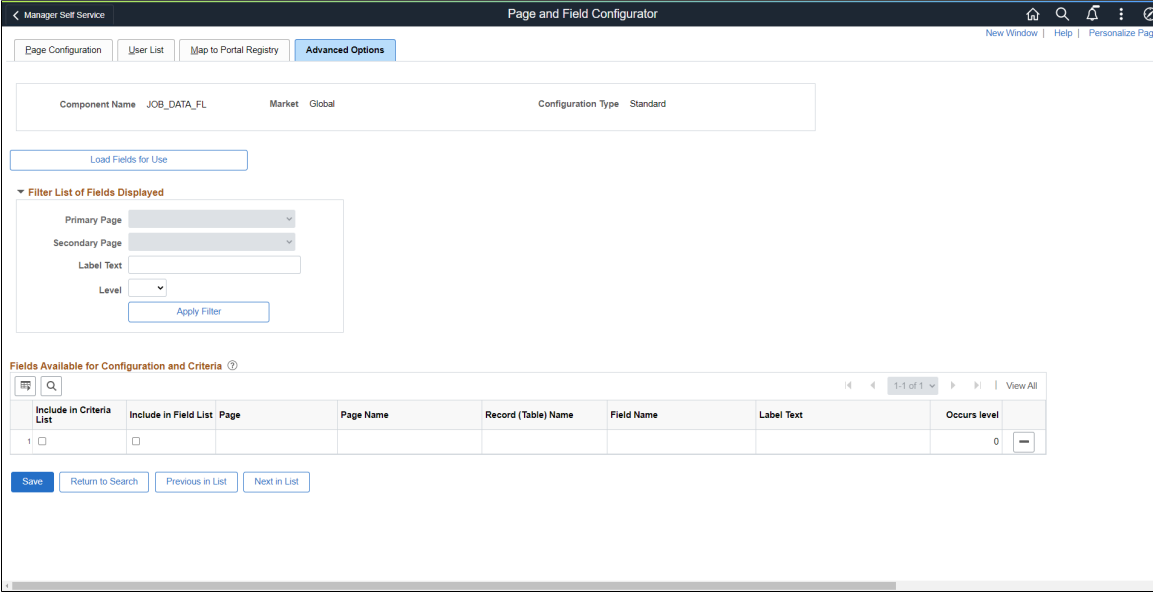 Manager Self Service
Page and Field Configurator
New Window | Help | Personalize Pag
Page Configuration
User List
Map to Portal Registry
Advanced Options
Component Name JOB_DATA_FL Market Global Configuration Type Standard
Load Fields for Use
Filter List of Fields Displayed
Primary Page
Secondary Page
Label Text
Level
Apply Filter
Fields Available for Configuration and Criteria
1-1 of 1 | View All
Include in Criteria List
Include in Field List
Page
Page Name
Record (Table) Name
Field Name
Label Text
Occurs level
1 0
Save
Return to Search
Previous in List
Next in List